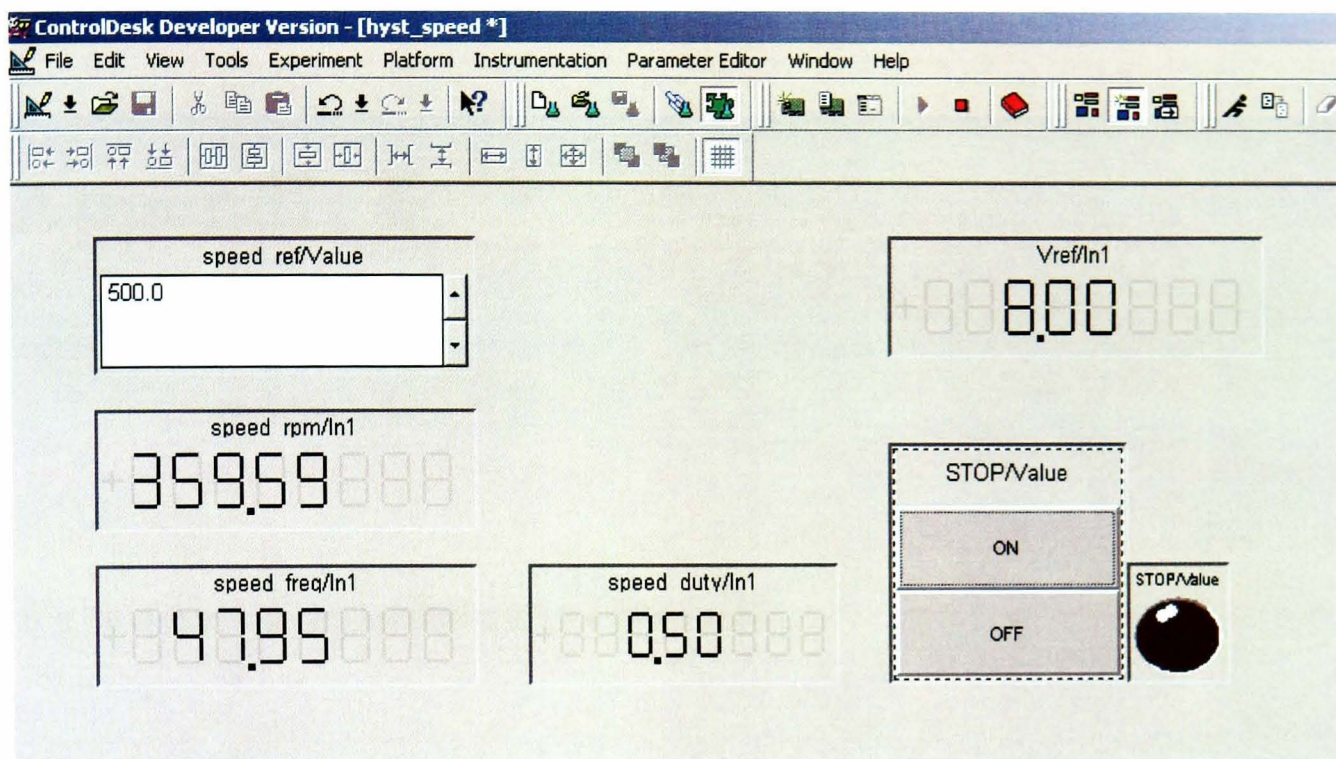 ControlDesk Developer Version - [hyst_speed *]
File Edit View Tools Experiment Platform Instrumentation Parameter Editor Window Help
speed ref/Value
500.0
Vref/In1
8.00
speed rpm/In1
359.59
STOP/Value
ON
OFF
STOP/Value
speed freq/In1
41.95
speed duty/In1
0.50